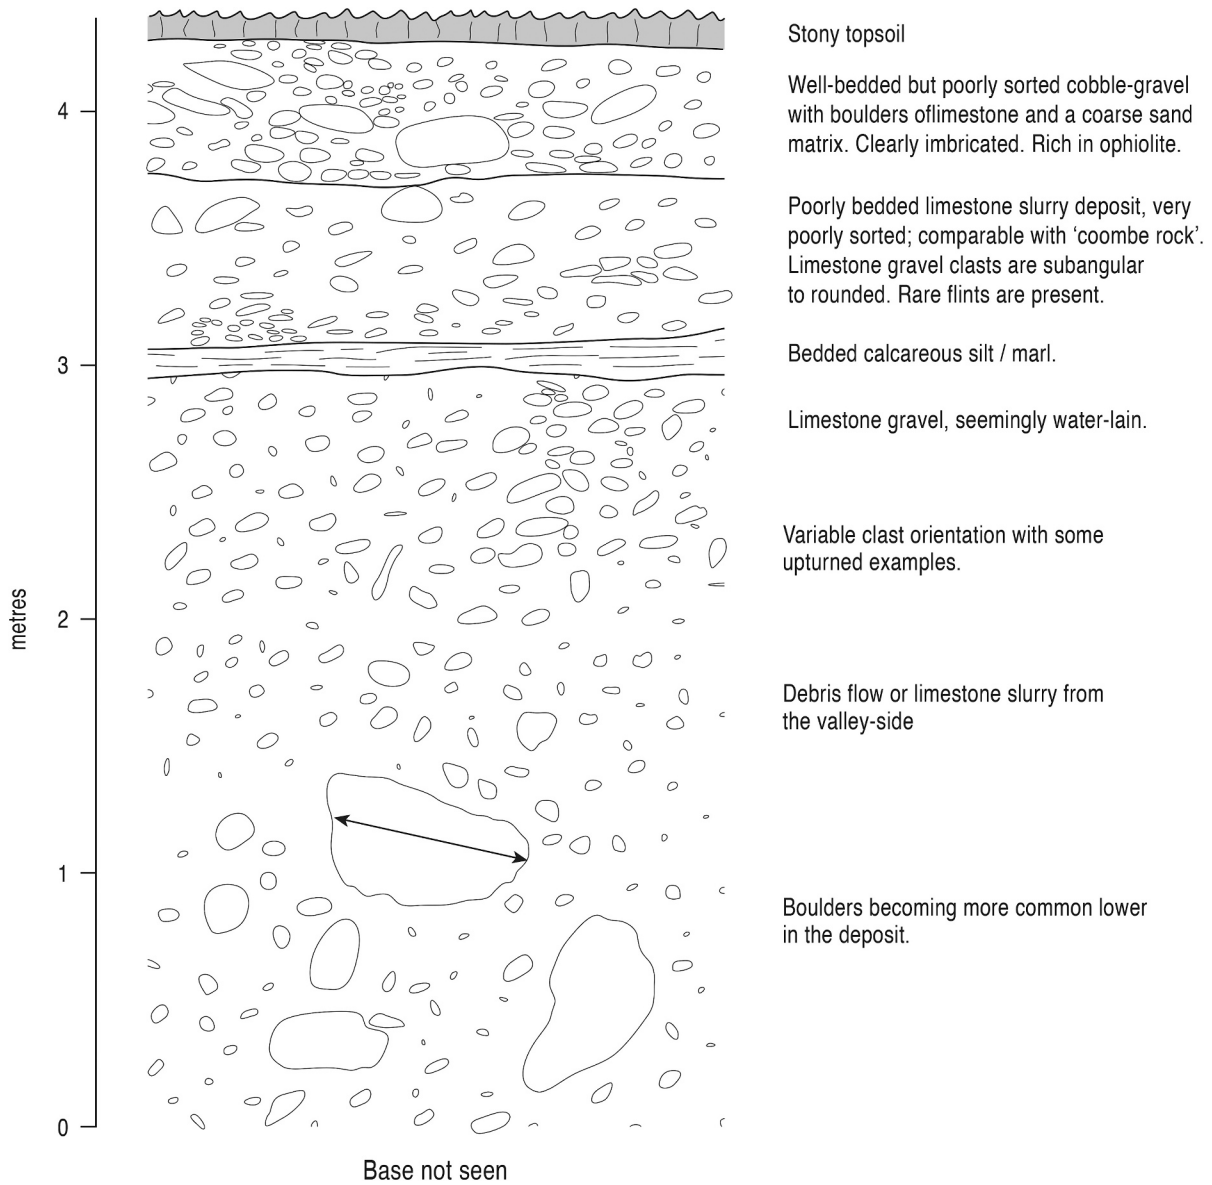 Stony topsoil
Well-bedded but poorly sorted cobble-gravel
with boulders oflimestone and a coarse sand
matrix. Clearly imbricated. Rich in ophiolite.
4
Poorly bedded limestone slurry deposit, very
poorly sorted; comparable with ‘coombe rock’.
Limestone gravel clasts are subangular
to rounded. Rare flints are present.
Bedded calcareous silt / marl.
3
Limestone gravel, seemingly water-lain.
Variable clast orientation with some
upturned examples.
metres
2
Debris flow or limestone slurry from
the valley-side
1
Boulders becoming more common lower
in the deposit.
0
Base not seen